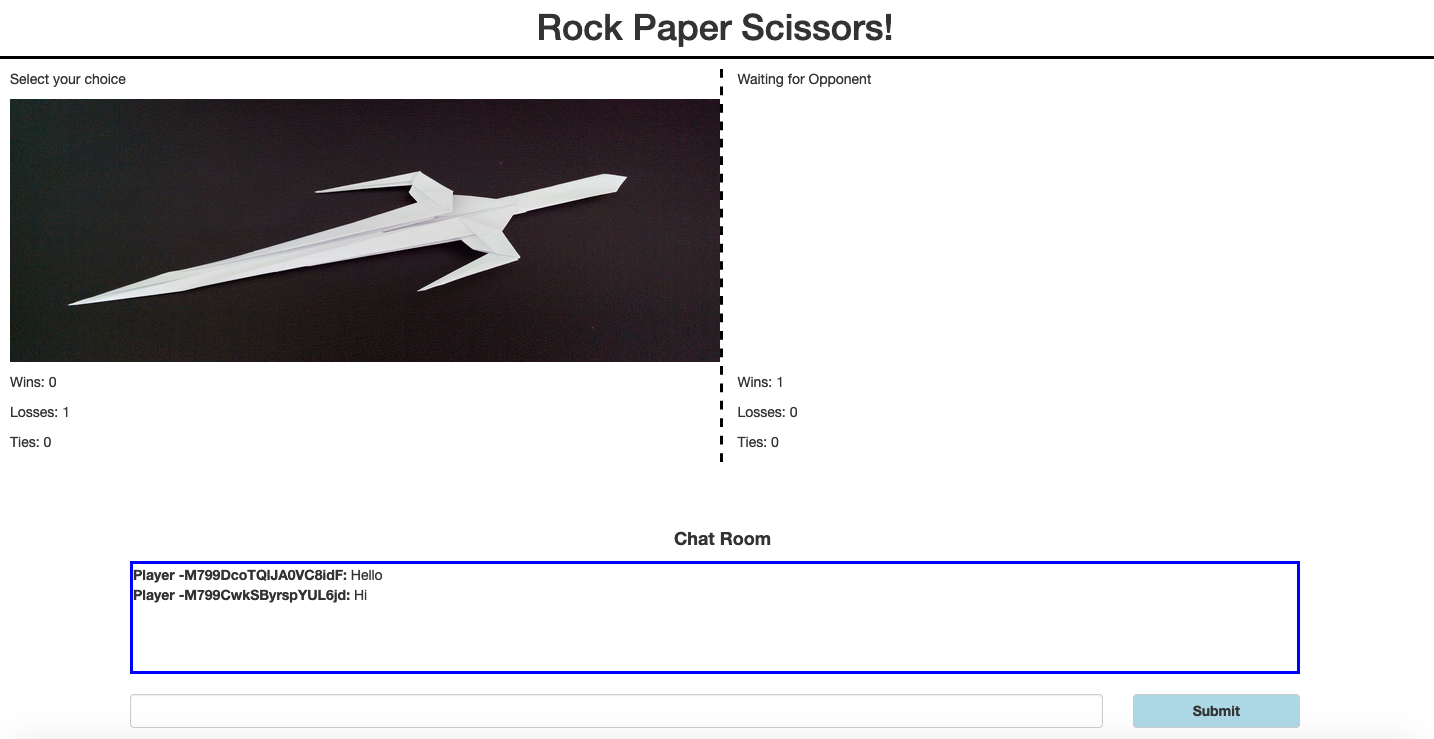 Rock Paper Scissors!
Select your choice
Waiting for Opponent
Wins: 0
Losses: 1
Ties: 0
Wins: 1
Losses: 0
Ties: 0
Chat Room
Player -M799DcoTQIJA0VC8idF: Hello
Player -M799CwkSByrspYUL6jd: Hi
Submit